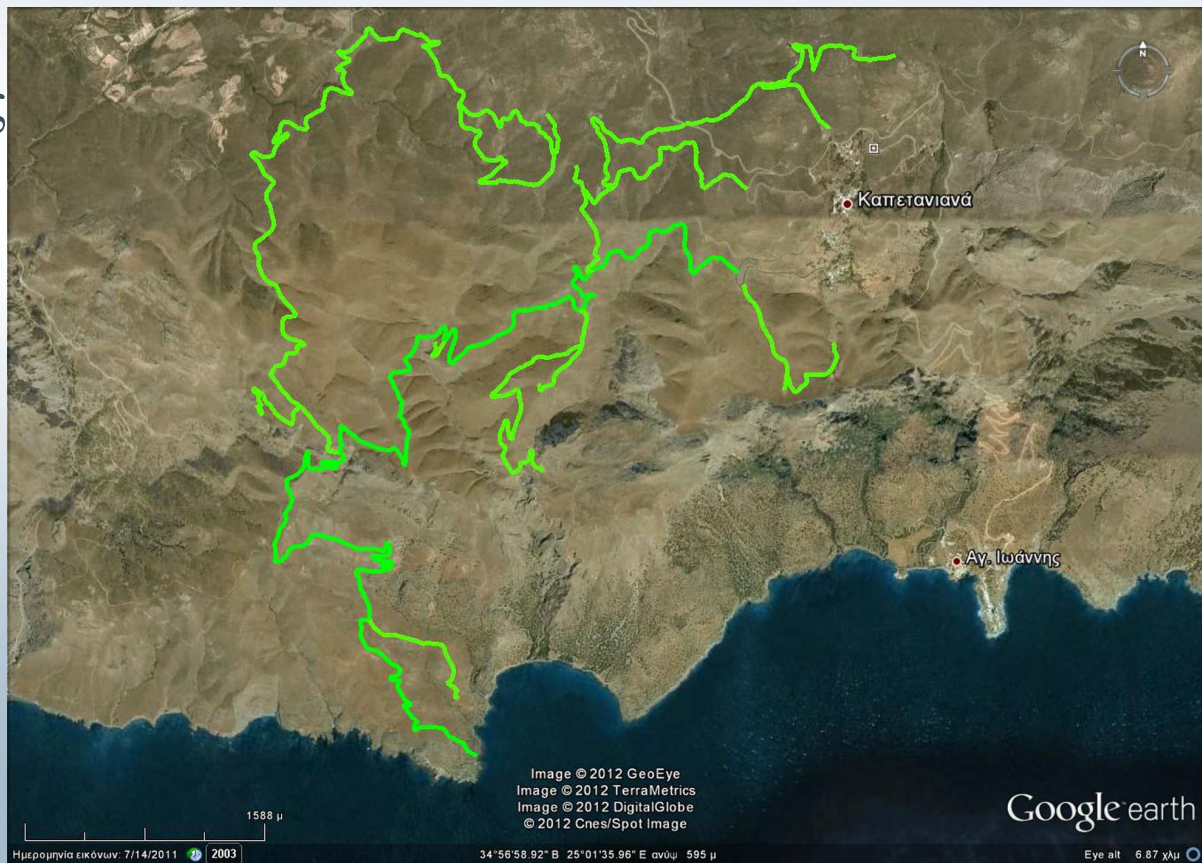 N
Καπετανιανά
Αγ. Ιωάννης
Image © 2012 GeoEye
Image © 2012 TerraMetrics
Image © 2012 DigitalGlobe
© 2012 Cnes/Spot Image
Google earth
1588 μ
Ημερομηνία εικόνων: 7/14/2011 2003 34°56'58.92" Β 25°01'35.96" Ε ανύψ 595 μ Eye alt 6.87 χλμ